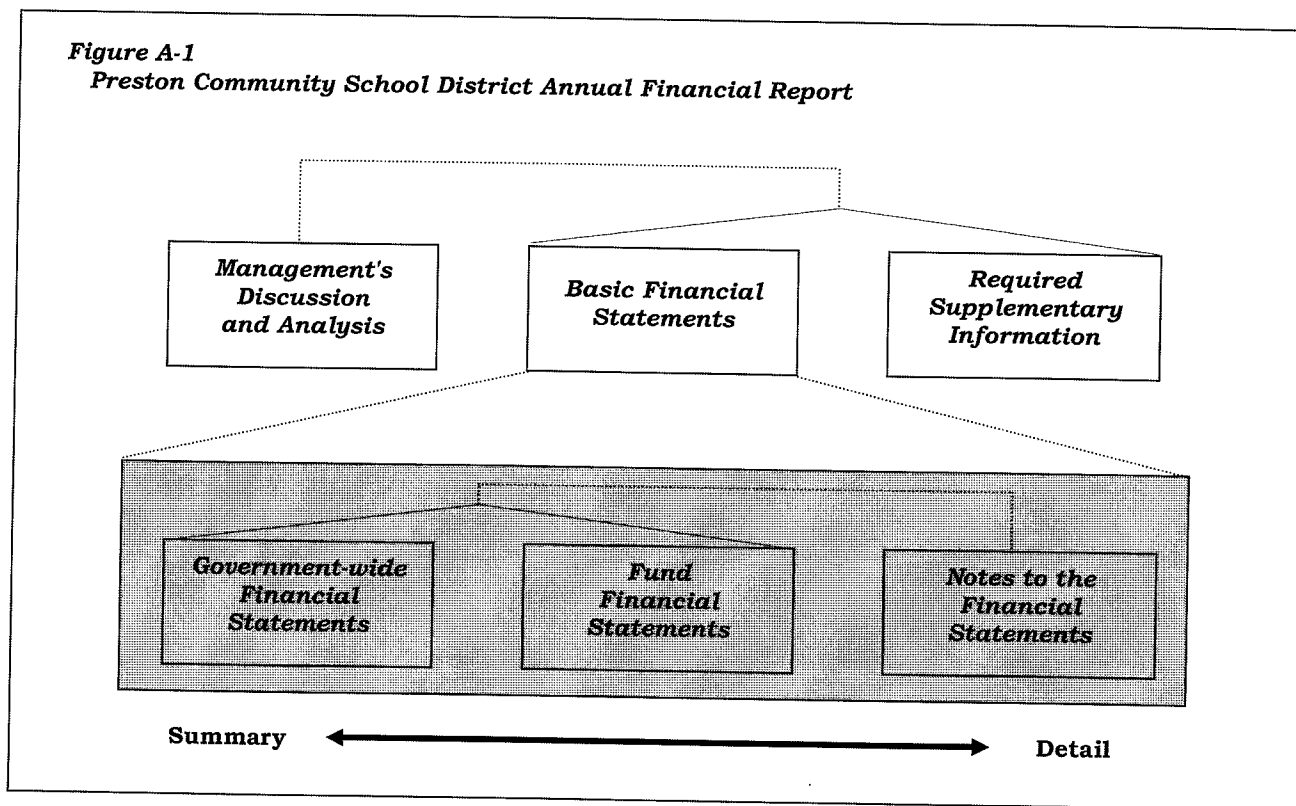 Figure A-1
Preston Community School District Annual Financial Report
Management's
Discussion
and Analysis
Basic Financial
Statements
Required
Supplementary
Information
Government-wide
Financial
Statements
Fund
Financial
Statements
Notes to the
Financial
Statements
Summary
Detail